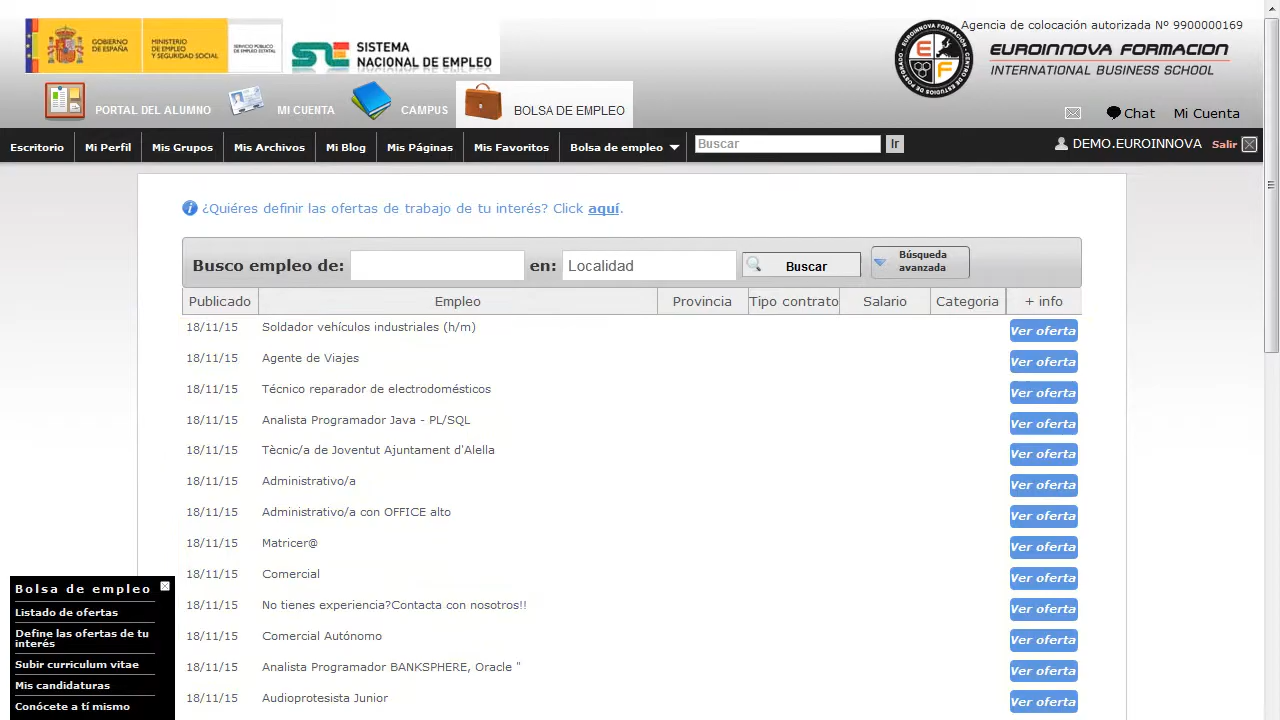 Agencia de colocación autorizada Nº 9900000169
GOBIERNO DE ESPAÑA
MINISTERIO DE EMPLEO Y SEGURIDAD SOCIAL
SERVICIO PÚBLICO DE EMPLEO ESTATAL
SISTEMA NACIONAL DE EMPLEO
EUROINNOVA FORMACION
INTERNATIONAL BUSINESS SCHOOL
PORTAL DEL ALUMNO
MI CUENTA
CAMPUS
BOLSA DE EMPLEO
Chat
Mi Cuenta
Escritorio
Mi Perfil
Mis Grupos
Mis Archivos
Mi Blog
Mis Páginas
Mis Favoritos
Bolsa de empleo
Buscar
Ir
DEMO.EUROINNOVA
Salir
¿Quiéres definir las ofertas de trabajo de tu interés? Click aquí.
Busco empleo de:
en:
Localidad
Buscar
Búsqueda avanzada
Publicado Empleo Provincia Tipo contrato Salario Categoria + info
18/11/15 Soldador vehículos industriales (h/m) Ver oferta
18/11/15 Agente de Viajes Ver oferta
18/11/15 Técnico reparador de electrodomésticos Ver oferta
18/11/15 Analista Programador Java - PL/SQL Ver oferta
18/11/15 Tècnic/a de Joventut Ajuntament d'Alella Ver oferta
18/11/15 Administrativo/a Ver oferta
18/11/15 Administrativo/a con OFFICE alto Ver oferta
18/11/15 Matricer@ Ver oferta
18/11/15 Comercial Ver oferta
18/11/15 No tienes experiencia?Contacta con nosotros!! Ver oferta
18/11/15 Comercial Autónomo Ver oferta
18/11/15 Analista Programador BANKSPHERE, Oracle " Ver oferta
18/11/15 Audioprotesista Junior Ver oferta
Bolsa de empleo
Listado de ofertas
Define las ofertas de tu
interés
Subir curriculum vitae
Mis candidaturas
Conócete a tí mismo